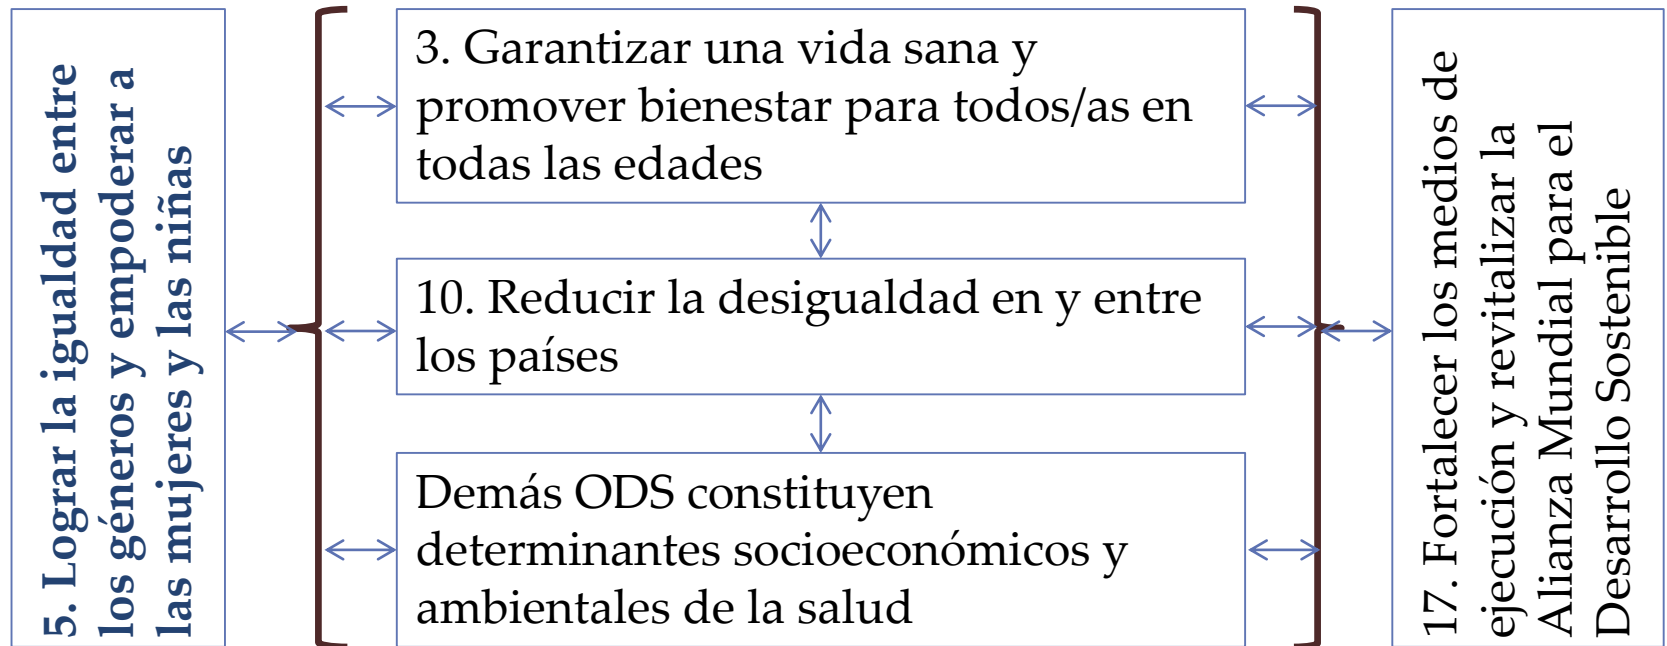 5. Lograr la igualdad entre
los géneros y empoderar a
las mujeres y las niñas
3. Garantizar una vida sana y
promover bienestar para todos/as en
todas las edades
10. Reducir la desigualdad en y entre
los países
Demás ODS constituyen
determinantes socioeconómicos y
ambientales de la salud
17. Fortalecer los medios de
ejecución y revitalizar la
Alianza Mundial para el
Desarrollo Sostenible